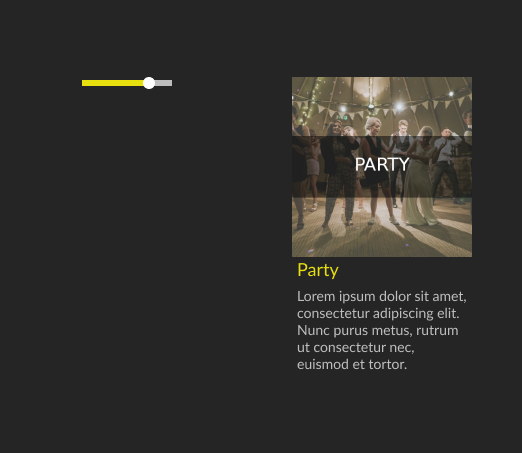 PARTY
Party
Lorem ipsum dolor sit amet,
consectetur adipiscing elit.
Nunc purus metus, rutrum
ut consectetur nec,
euismod et tortor.